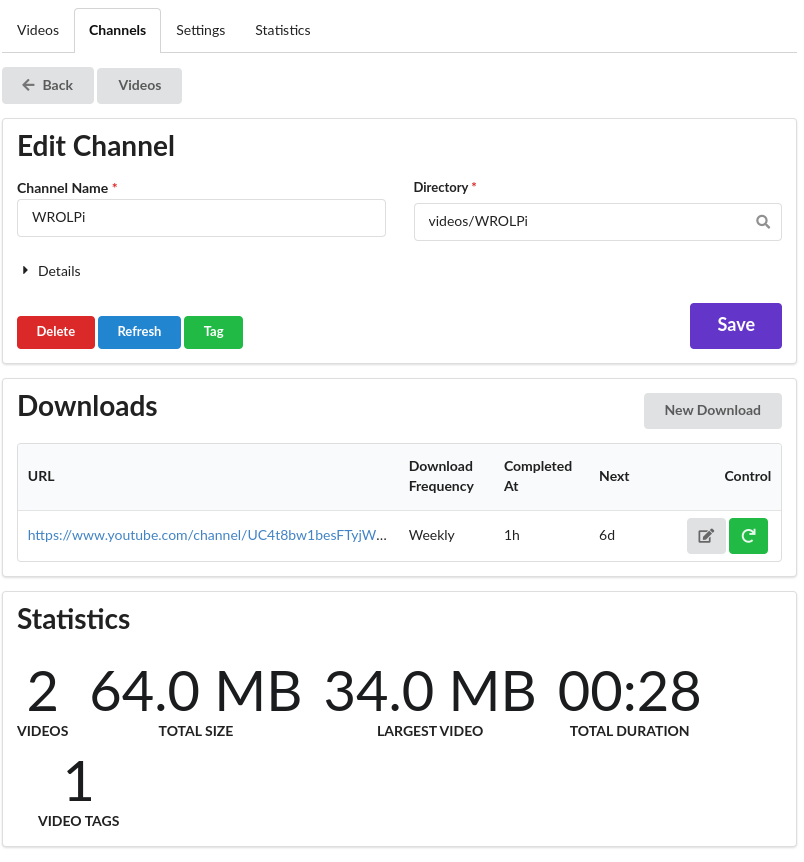 Videos Channels Settings Statistics
Back Videos
Edit Channel
Channel Name *
Directory *
WROLPi
videos/WROLPi
Details
Delete Refresh Tag
Save
Downloads
New Download
URL Download Frequency Completed At Next Control
https://www.youtube.com/channel/UC4t8bw1besFTyjW... Weekly 1h 6d
Statistics
2 64.0 MB 34.0 MB 00:28
VIDEOS TOTAL SIZE LARGEST VIDEO TOTAL DURATION
1
VIDEO TAGS